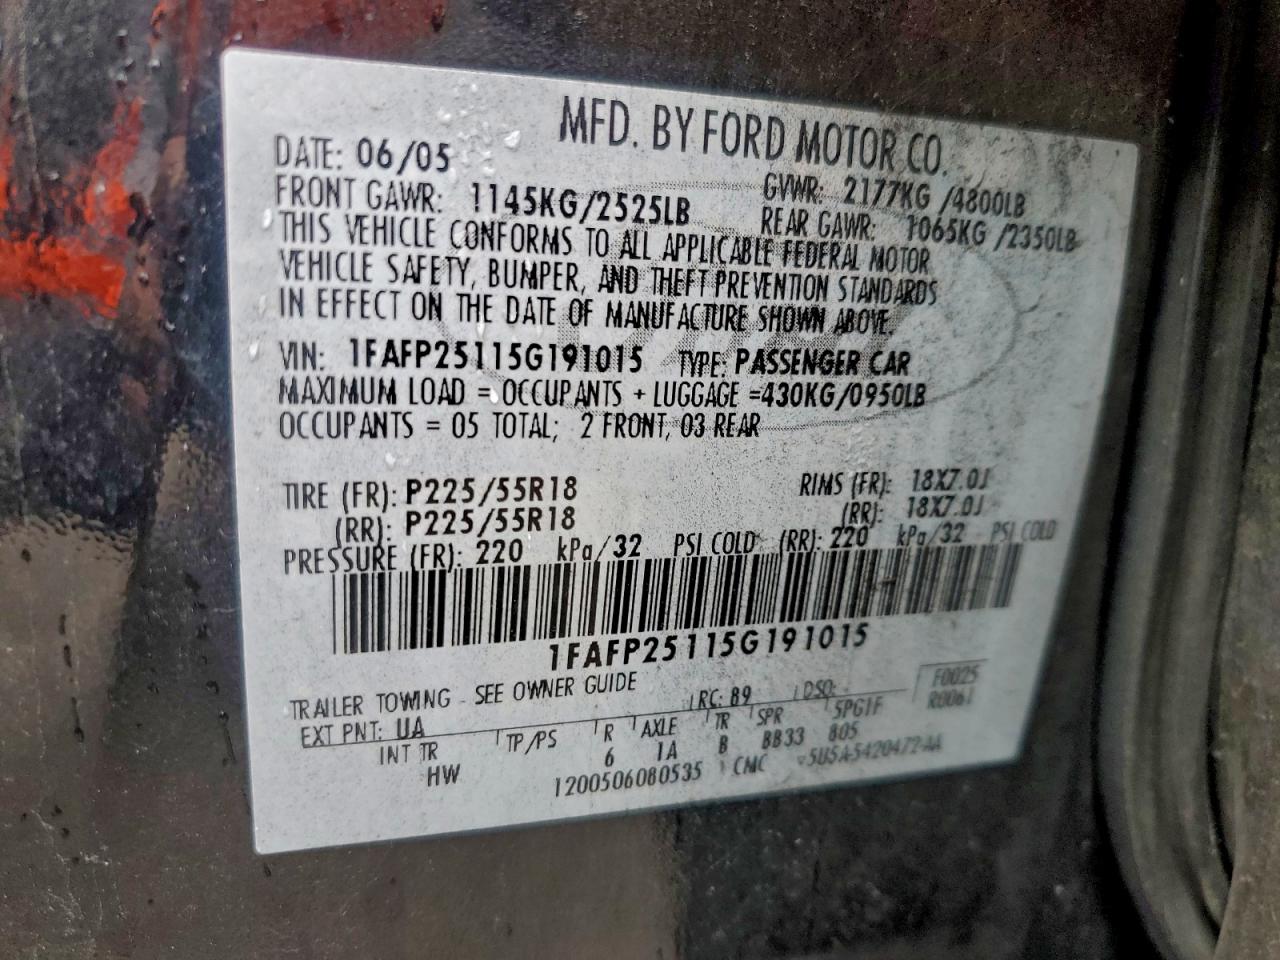 MFD. BY FORD MOTOR CO.
DATE: 06/05 GVWR: 2177KG /4800LB
FRONT GAWR: 1145KG/2525LB REAR GAWR: 1065KG /2350LB
THIS VEHICLE CONFORMS TO ALL APPLICABLE FEDERAL MOTOR
VEHICLE SAFETY, BUMPER, AND THEFT PREVENTION STANDARDS
IN EFFECT ON THE DATE OF MANUFACTURE SHOWN ABOVE.
VIN: 1FAFP25115G191015 TYPE: PASSENGER CAR
MAXIMUM LOAD = OCCUPANTS + LUGGAGE =430KG/0950LB
OCCUPANTS = 05 TOTAL; 2 FRONT, 03 REAR
TIRE (FR): P225/55R18 RIMS (FR): 18X7.0J
(RR): P225/55R18 (RR): 18X7.0J
PRESSURE (FR): 220 kPa/32 PSI COLD (RR): 220 kPa/32 PSI COLD
1FAFP25115G191015
TRAILER TOWING - SEE OWNER GUIDE
EXT PNT: UA RC: 89 DSO: F0025
R0061
INT TR TP/PS R AXLE TR SPR 5PGIF
HW 6 1A B BB33 805
1200506080535 CMC 5U5A-5420472-AA